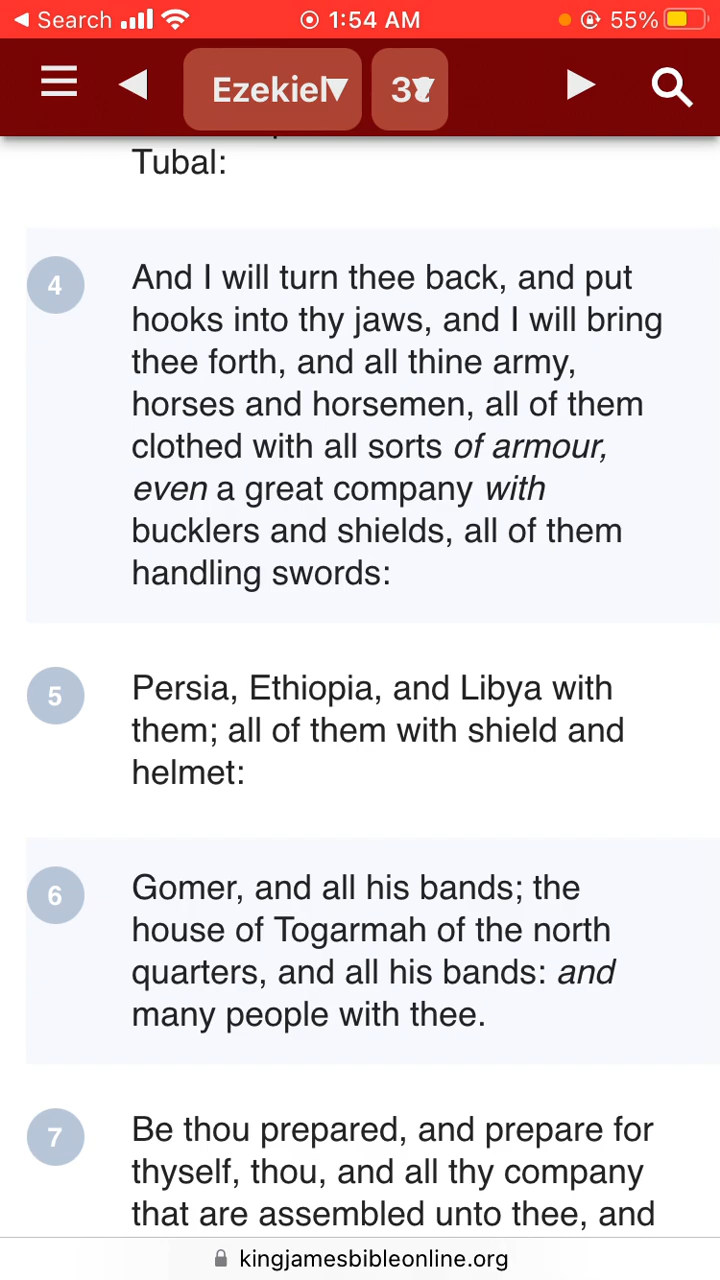 Search 1:54 AM 55%
Ezekiel
Tubal:
4 And I will turn thee back, and put
hooks into thy jaws, and I will bring
thee forth, and all thine army,
horses and horsemen, all of them
clothed with all sorts of armour,
even a great company with
bucklers and shields, all of them
handling swords:
5 Persia, Ethiopia, and Libya with
them; all of them with shield and
helmet:
6 Gomer, and all his bands; the
house of Togarmah of the north
quarters, and all his bands: and
many people with thee.
7 Be thou prepared, and prepare for
thyself, thou, and all thy company
that are assembled unto thee, and
kingjamesbibleonline.org